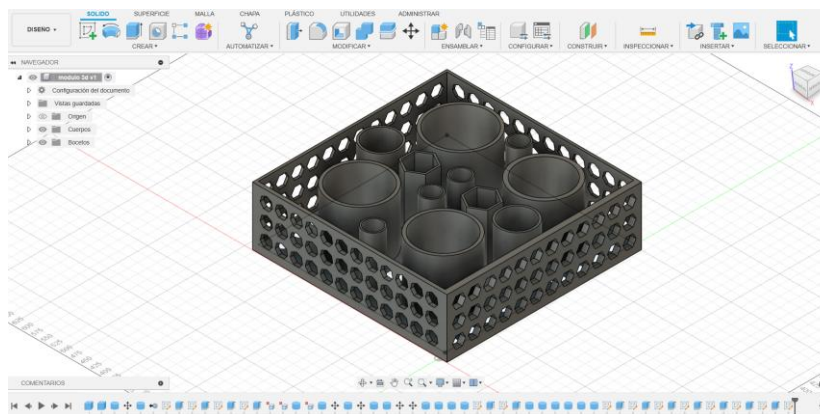 SÓLIDO SUPERFICIE MALLA CHAPA PLÁSTICO UTILIDADES ADMINISTRAR
DISEÑO
CREAR AUTOMATIZAR MODIFICAR ENSAMBLAR CONFIGURAR CONSTRUIR INSPECCIONAR INSERTAR SELECCIONAR
NAVEGADOR
modulo 3d v1
Configuración del documento
Vistas guardadas
Origen
Cuerpos
Bocetos
COMENTARIOS